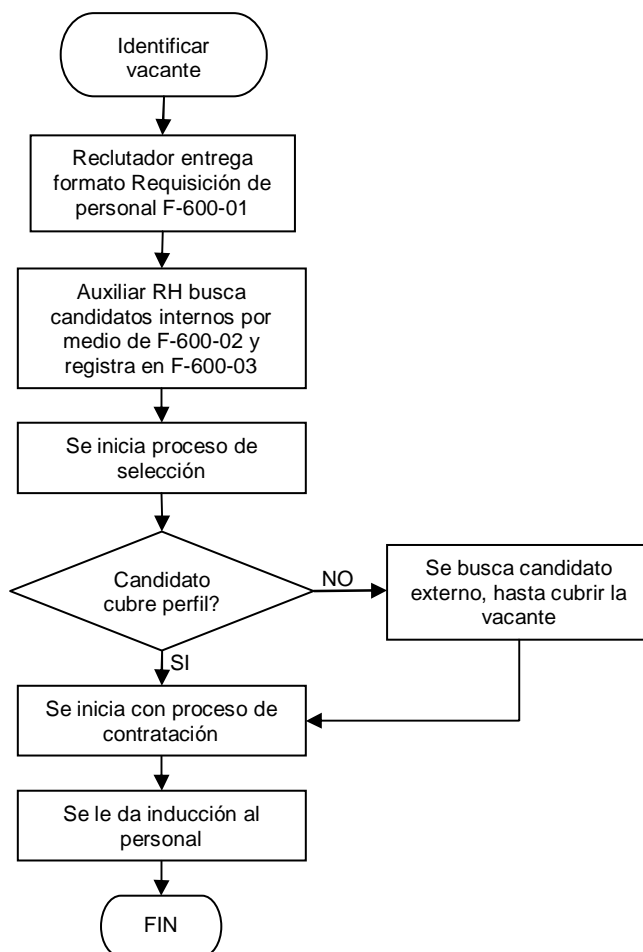 Identificar
vacante
Reclutador entrega
formato Requisición de
personal F-600-01
Auxiliar RH busca
candidatos internos por
medio de F-600-02 y
registra en F-600-03
Se inicia proceso de
selección
Candidato
cubre perfil?
NO
Se busca candidato
externo, hasta cubrir la
vacante
SI
Se inicia con proceso de
contratación
Se le da inducción al
personal
FIN